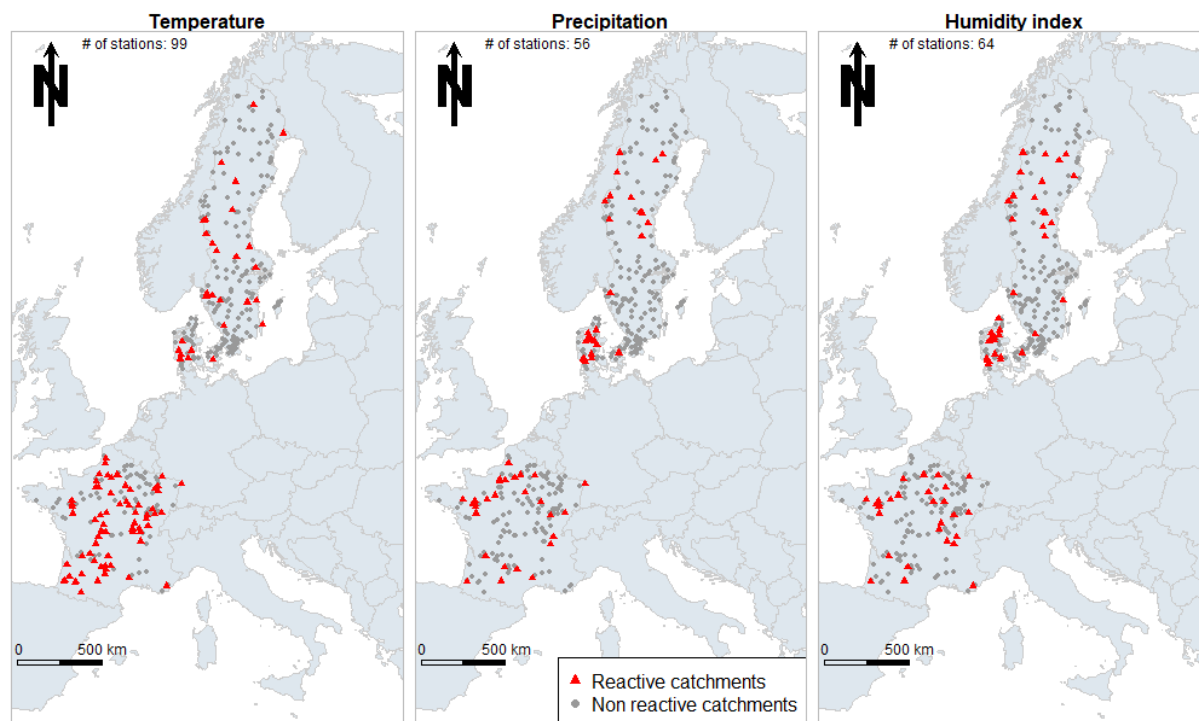 Temperature
# of stations: 99
N
0 500 km
Precipitation
# of stations: 56
N
0 500 km
Humidity index
# of stations: 64
N
0 500 km
Reactive catchments
Non reactive catchments